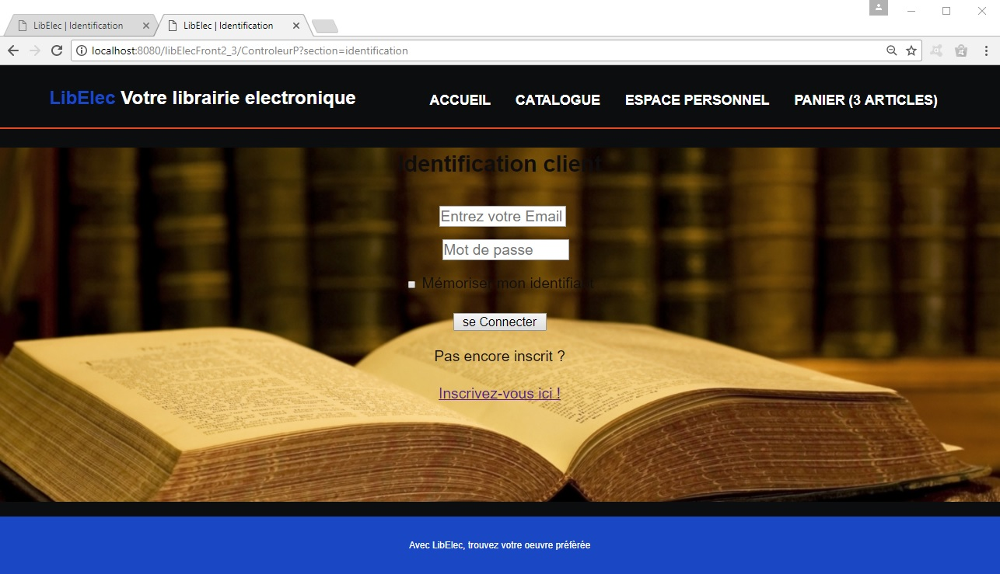 LibElec | Identification
LibElec | Identification
localhost:8080/libElecFront2_3/ControleurP?section=identification
LibElec Votre librairie electronique
ACCUEIL CATALOGUE ESPACE PERSONNEL PANIER (3 ARTICLES)
Identification client
Entrez votre Email
Mot de passe
Mémoriser mon identifiant
se Connecter
Pas encore inscrit ?
Inscrivez-vous ici !
Avec LibElec, trouvez votre oeuvre préfèrée